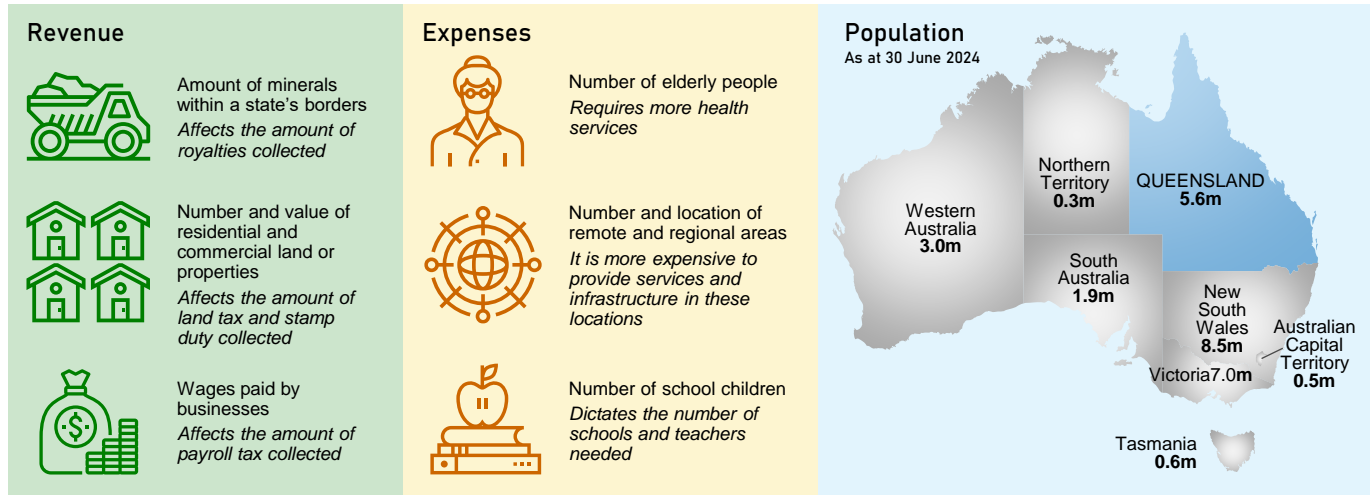 Revenue
Amount of minerals
within a state's borders
Affects the amount of
royalties collected
Number and value of
residential and
commercial land or
properties
Affects the amount of
land tax and stamp
duty collected
Wages paid by
businesses
Affects the amount of
payroll tax collected
$
Expenses
Number of elderly people
Requires more health
services
Number and location of
remote and regional areas
It is more expensive to
provide services and
infrastructure in these
locations
Number of school children
Dictates the number of
schools and teachers
needed
Population
As at 30 June 2024
Western
Australia
3.0m
Northern
Territory
0.3m
QUEENSLAND
5.6m
South
Australia
1.9m
New
South
Wales
8.5m
Australian
Capital
Territory
0.5m
Victoria7.0m
Tasmania
0.6m